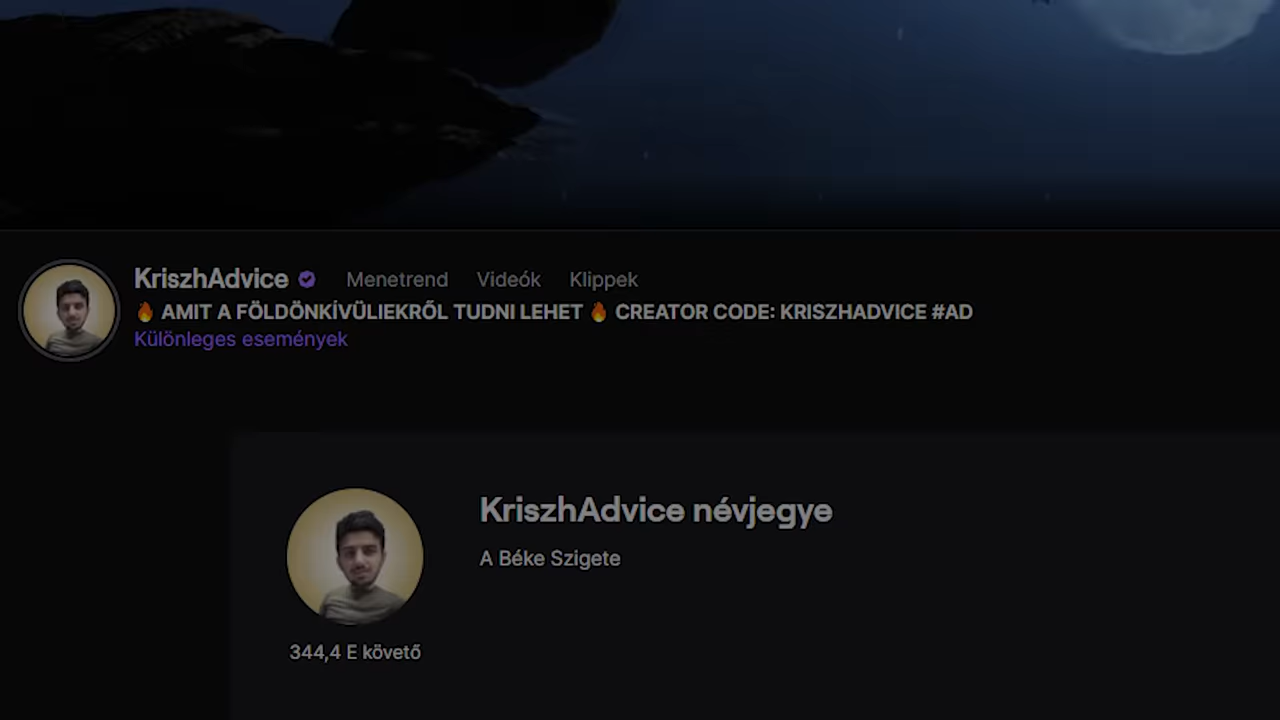 KriszhAdvice Menetrend Videók Klippek
🔥 AMIT A FÖLDÖNKÍVÜLIEKRŐL TUDNI LEHET 🔥 CREATOR CODE: KRISZHADVICE #AD
Különleges események
KriszhAdvice névjegye
A Béke Szigete
344,4 E követő